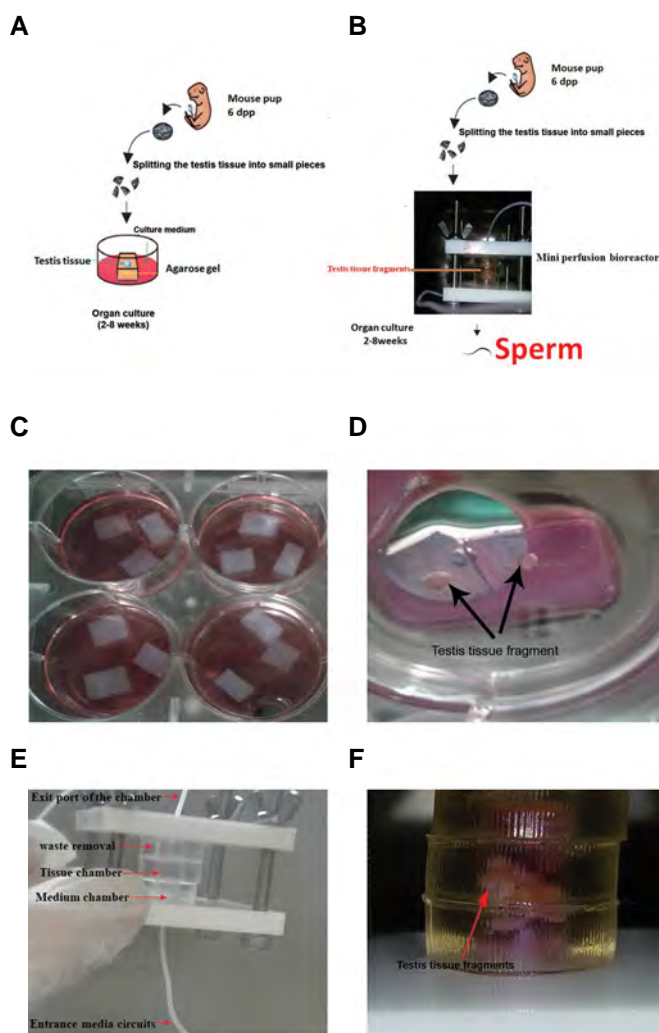 A
Mouse pup
6 dpp
Splitting the testis tissue into small pieces
Culture medium
Testis tissue
Agarose gel
Organ culture
(2-8 weeks)
B
Mouse pup
6 dpp
Splitting the testis tissue into small pieces
Testis tissue fragments
Mini perfusion bioreactor
Organ culture
2-8weeks
Sperm
C
D
Testis tissue fragment
E
Exit port of the chamber
waste removal
Tissue chamber
Medium chamber
Entrance media circuits
F
Testis tissue fragments